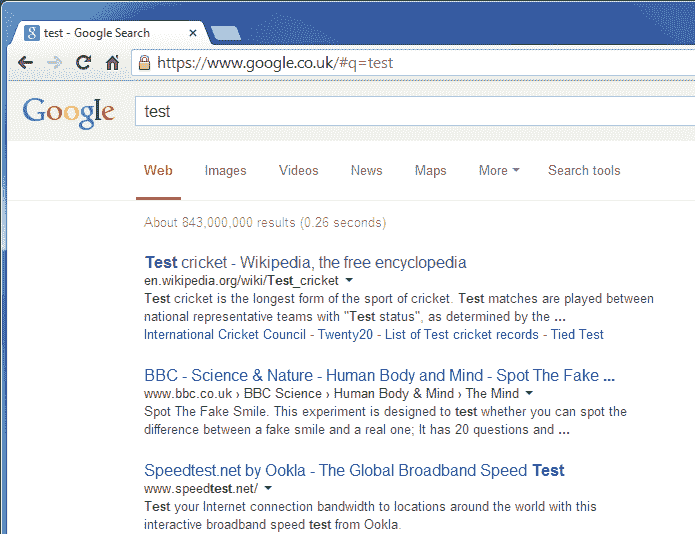 test - Google Search
https://www.google.co.uk/#q=test
Google test
Web Images Videos News Maps More Search tools
About 843,000,000 results (0.26 seconds)
Test cricket - Wikipedia, the free encyclopedia
en.wikipedia.org/wiki/Test_cricket
Test cricket is the longest form of the sport of cricket. Test matches are played between
national representative teams with "Test status", as determined by the ...
International Cricket Council - Twenty20 - List of Test cricket records - Tied Test
BBC - Science & Nature - Human Body and Mind - Spot The Fake ...
www.bbc.co.uk › BBC Science › Human Body & Mind › The Mind
Spot The Fake Smile. This experiment is designed to test whether you can spot the
difference between a fake smile and a real one; It has 20 questions and ...
Speedtest.net by Ookla - The Global Broadband Speed Test
www.speedtest.net/
Test your Internet connection bandwidth to locations around the world with this
interactive broadband speed test from Ookla.